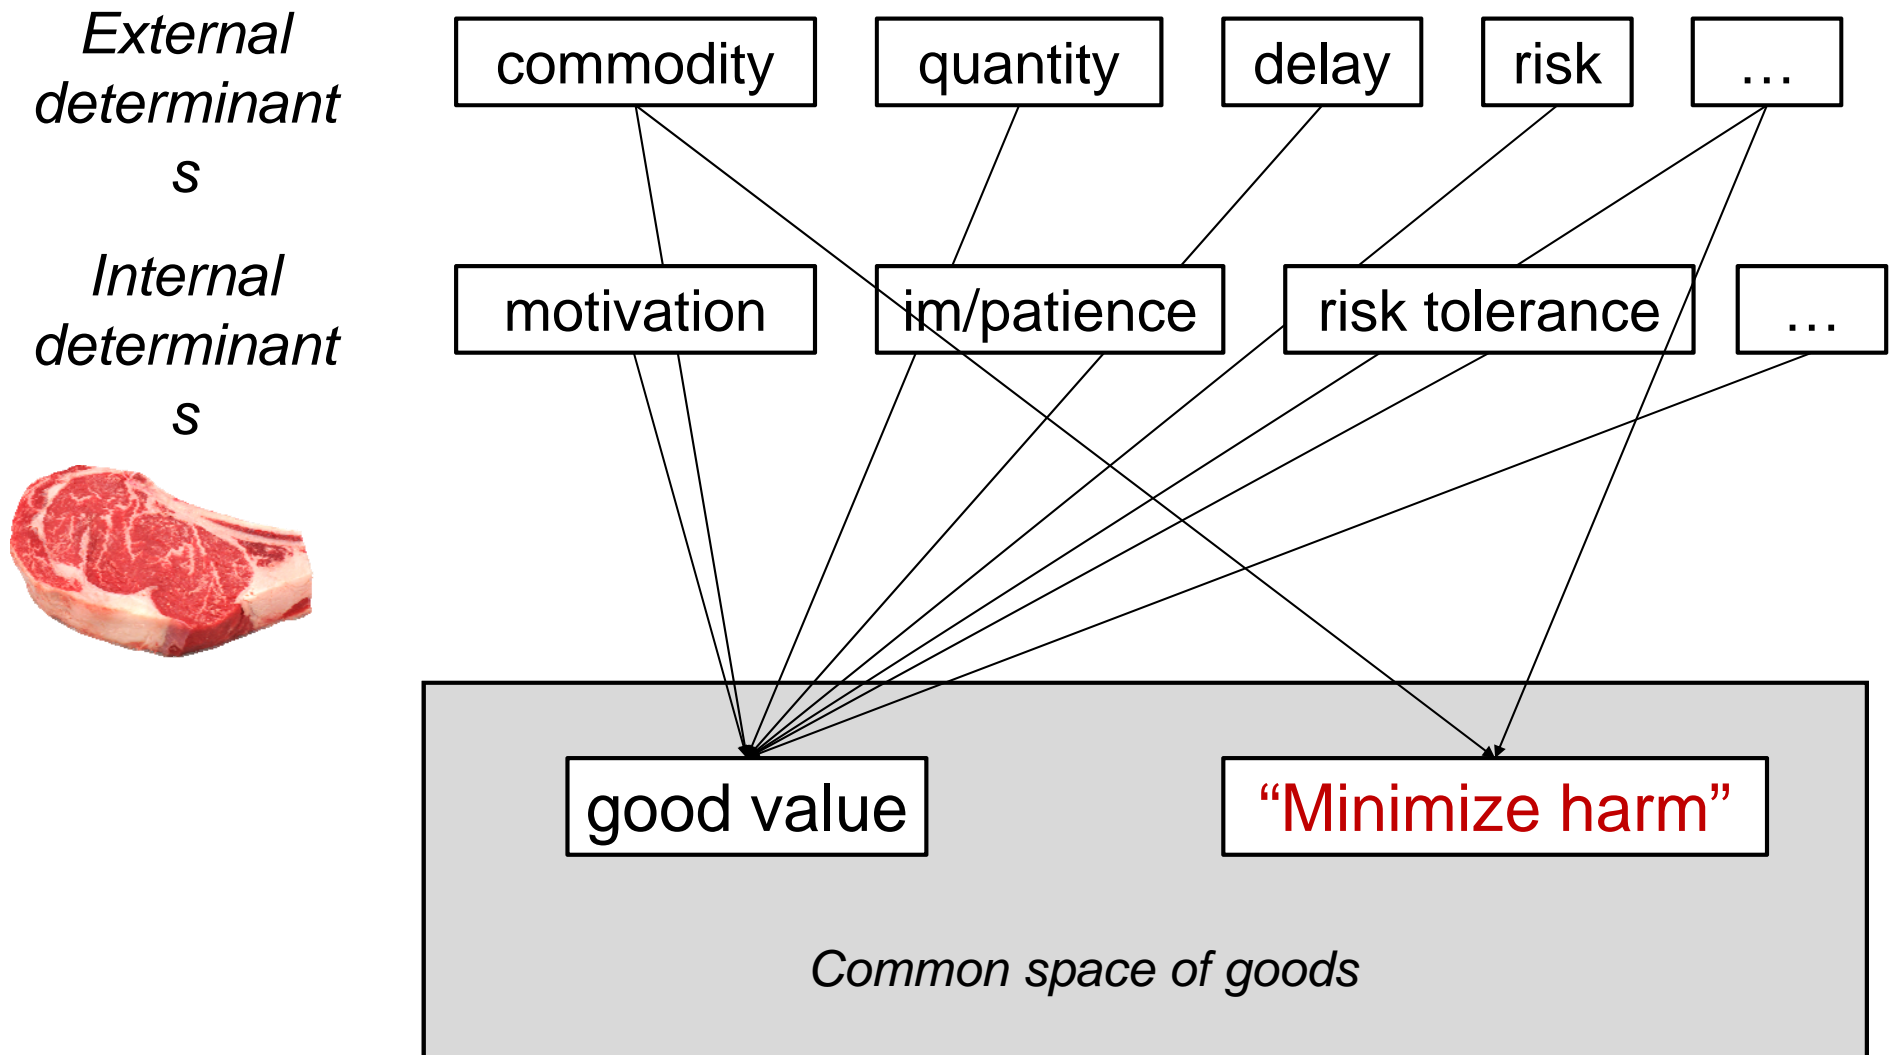 External
determinant
s
commodity
quantity
delay
risk
…
Internal
determinant
s
motivation
im/patience
risk tolerance
…
good value
“Minimize harm”
Common space of goods